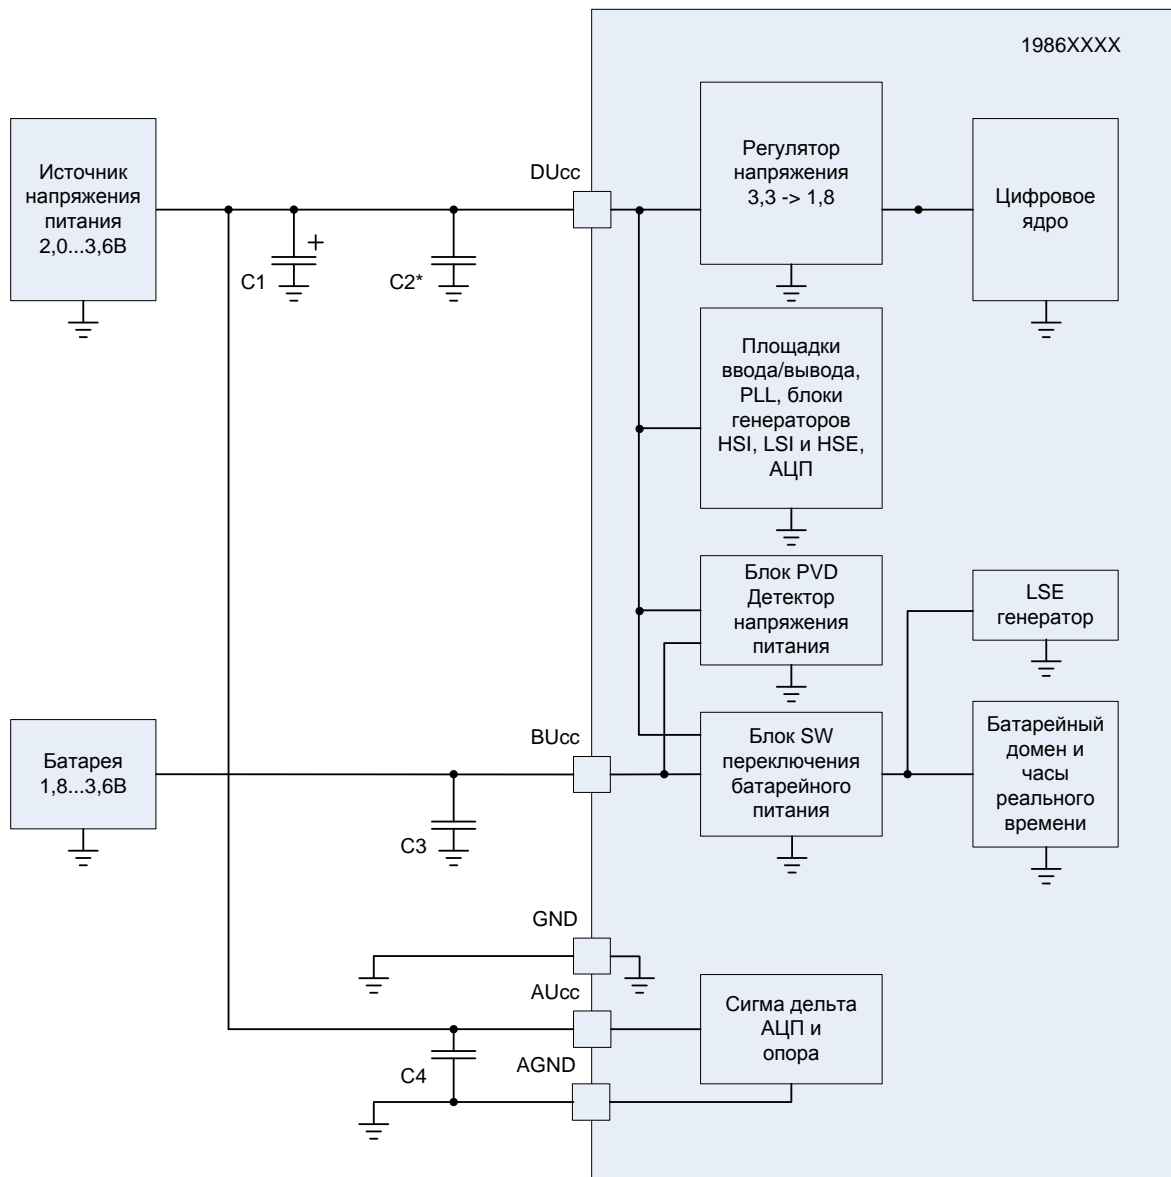 1986XXXX
Источник
напряжения
питания
2,0...3,6В
DUcc
C1
+
C2*
Регулятор
напряжения
3,3 -> 1,8
Цифровое
ядро
Площадки
ввода/вывода,
PLL, блоки
генераторов
HSI, LSI и HSE,
АЦП
Блок PVD
Детектор
напряжения
питания
LSE
генератор
Батарея
1,8...3,6В
BUcc
C3
Блок SW
переключения
батарейного
питания
Батарейный
домен и
часы
реального
времени
GND
AUcc
C4
AGND
Сигма дельта
АЦП и
опора